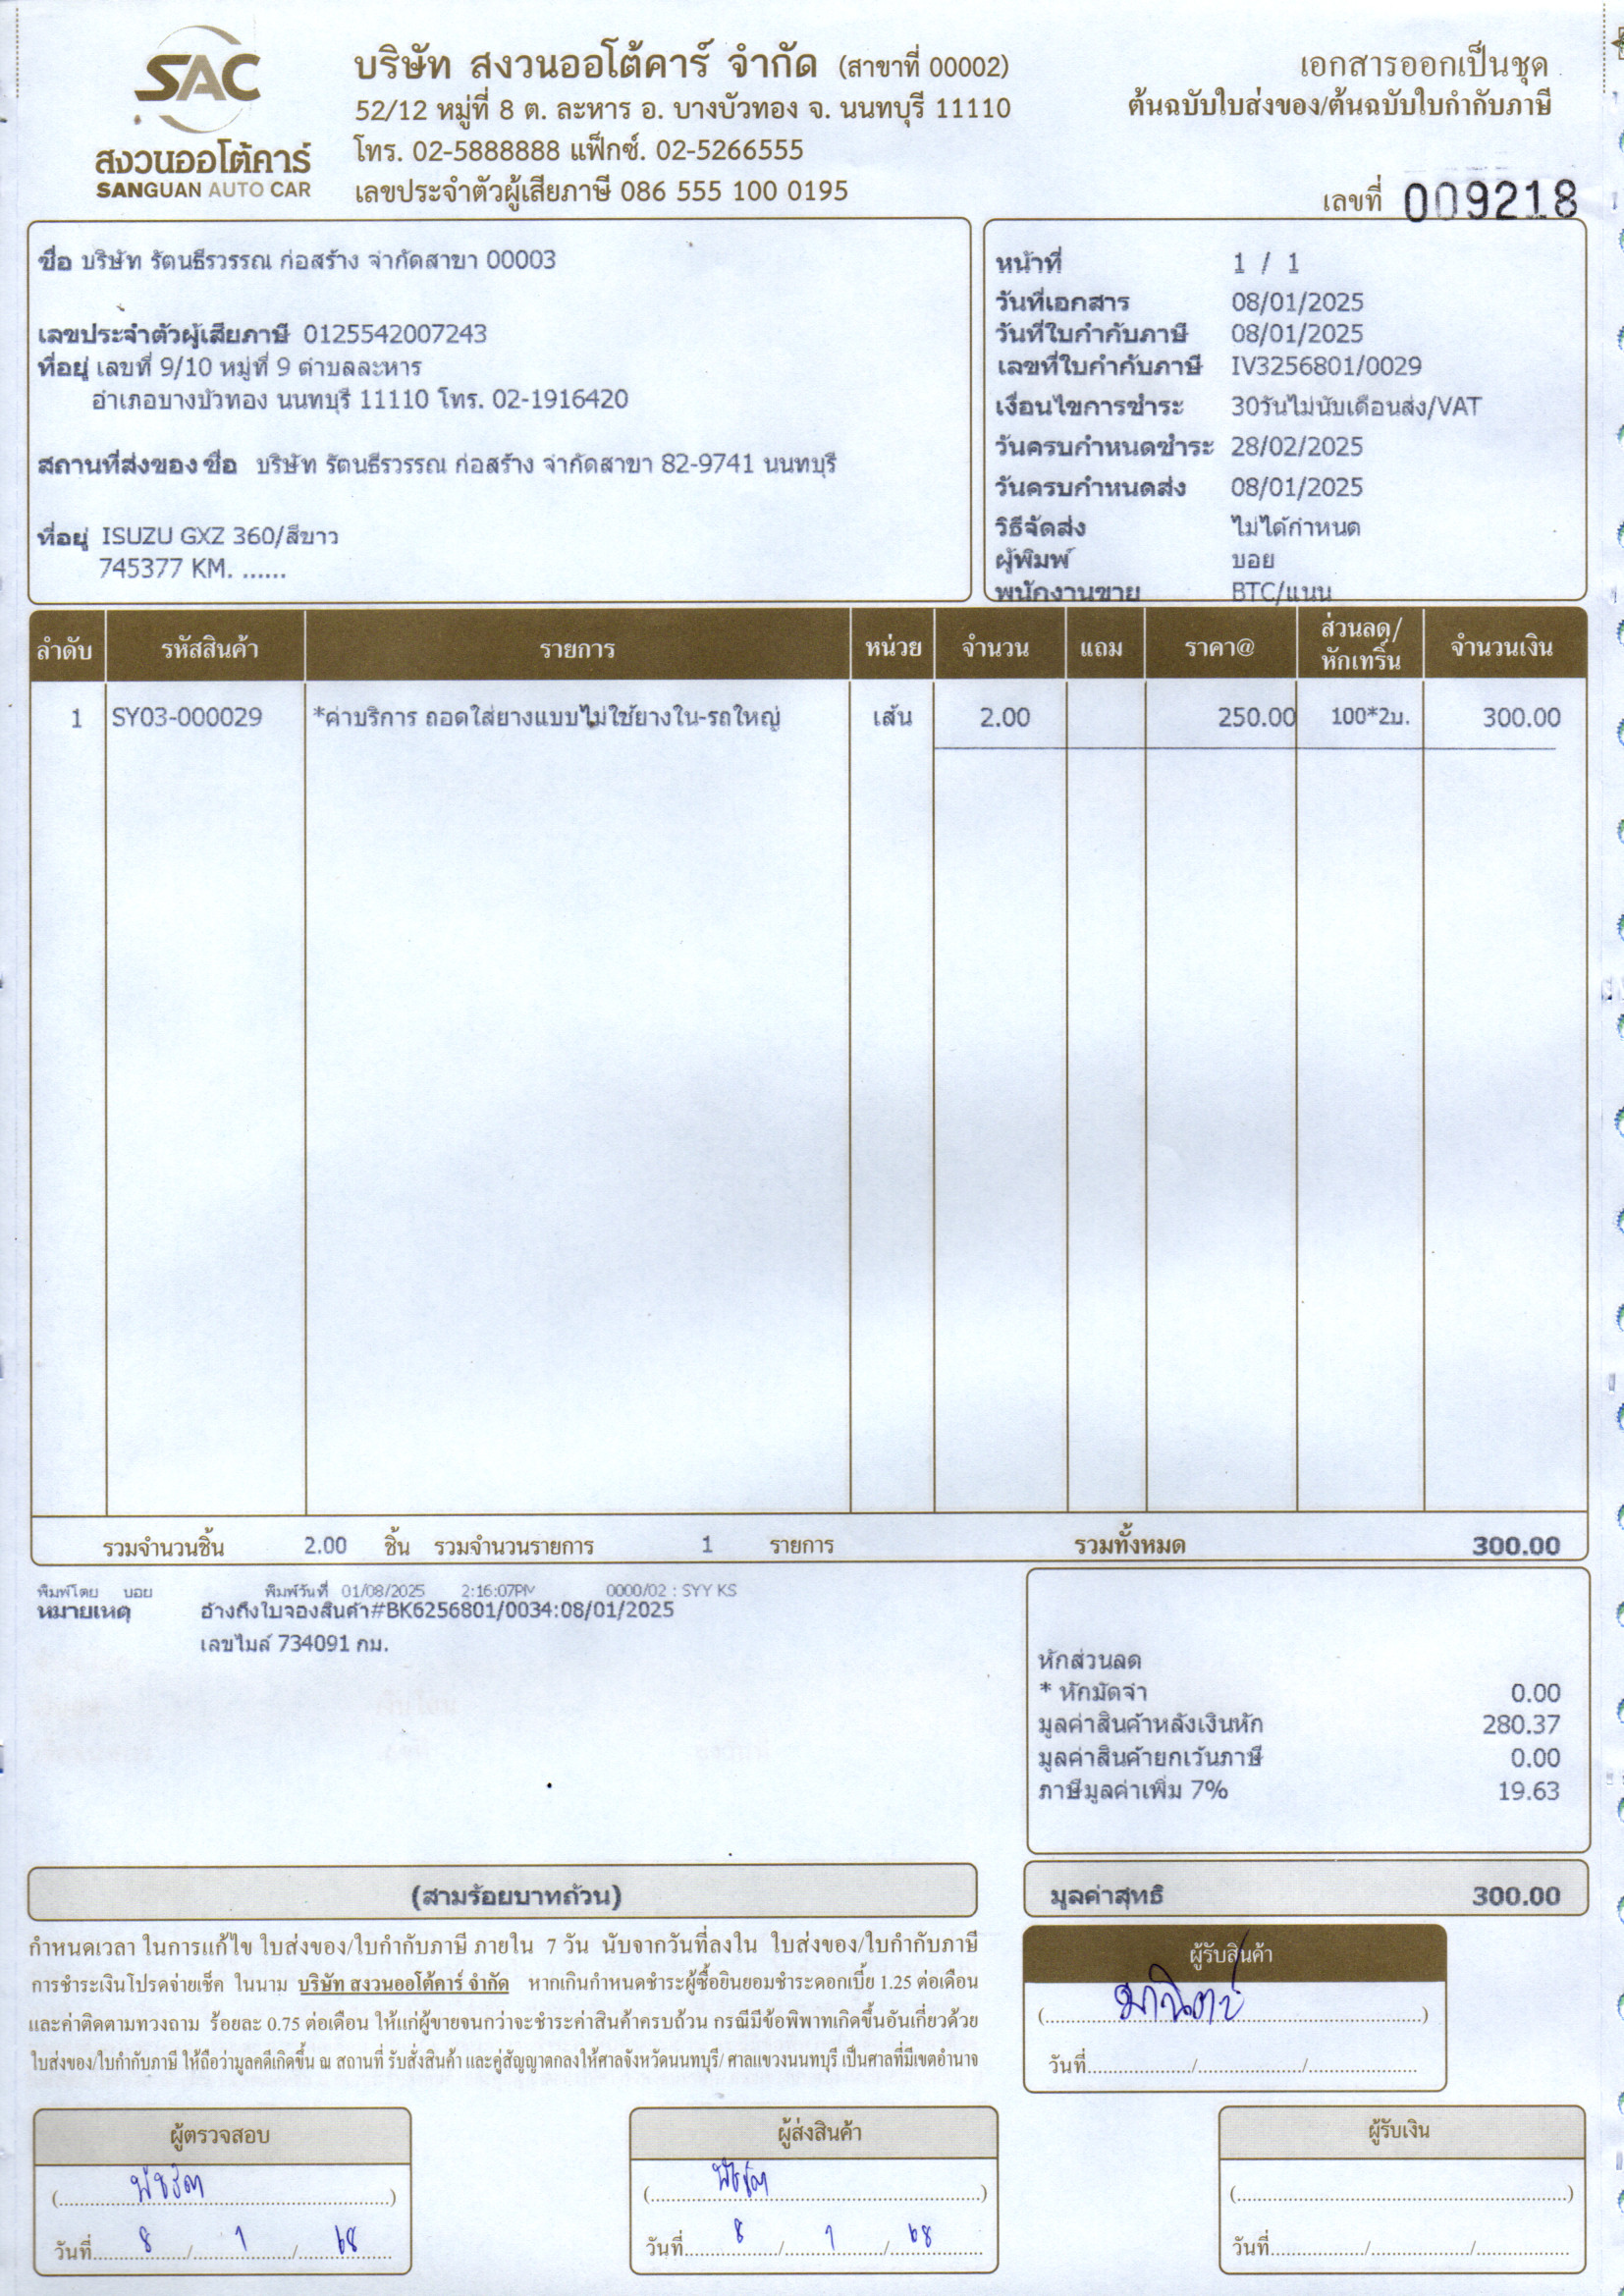 SAC
สงวนออโต้คาร์
SANGUAN AUTO CAR
บริษัท สงวนออโต้คาร์ จำกัด (สาขาที่ 00002)
52/12 หมู่ที่ 8 ต. ละหาร อ. บางบัวทอง จ. นนทบุรี 11110
โทร. 02-5888888 แฟ็กซ์. 02-5266555
เลขประจำตัวผู้เสียภาษี 086 555 100 0195
เอกสารออกเป็นชุด
ต้นฉบับใบส่งของ/ต้นฉบับใบกำกับภาษี
เลขที่ 009218
ชื่อ บริษัท รัตนธีรวรรณ ก่อสร้าง จำกัดสาขา 00003
เลขประจำตัวผู้เสียภาษี 0125542007243
ที่อยู่ เลขที่ 9/10 หมู่ที่ 9 ตำบลละหาร
อำเภอบางบัวทอง นนทบุรี 11110 โทร. 02-1916420
สถานที่ส่งของ ชื่อ บริษัท รัตนธีรวรรณ ก่อสร้าง จำกัดสาขา 82-9741 นนทบุรี
ที่อยู่ ISUZU GXZ 360/สีขาว
745377 KM. ......
หน้าที่ 1 / 1
วันที่เอกสาร 08/01/2025
วันที่ใบกำกับภาษี 08/01/2025
เลขที่ใบกำกับภาษี IV3256801/0029
เงื่อนไขการชำระ 30วันไม่นับเดือนส่ง/VAT
วันครบกำหนดชำระ 28/02/2025
วันครบกำหนดส่ง 08/01/2025
วิธีจัดส่ง ไม่ได้กำหนด
ผู้พิมพ์ บอย
พนักงานขาย BTC/แนน
ลำดับ รหัสสินค้า รายการ หน่วย จำนวน แถม ราคา@ ส่วนลด/หักเทริ์น จำนวนเงิน
1 SY03-000029 *ค่าบริการ ถอดใส่ยางแบบไม่ใช้ยางใน-รถใหญ่ เส้น 2.00 250.00 100*2บ. 300.00
รวมจำนวนชิ้น 2.00 ชิ้น รวมจำนวนรายการ 1 รายการ รวมทั้งหมด 300.00
พิมพ์โดย บอย พิมพ์วันที่ 01/08/2025 2:16:07PM 0000/02 : SYY KS
หมายเหตุ อ้างถึงใบจองสินค้า#BK6256801/0034:08/01/2025
เลขไมล์ 734091 กม.
หักส่วนลด
* หักมัดจำ 0.00
มูลค่าสินค้าหลังเงินหัก 280.37
มูลค่าสินค้ายกเว้นภาษี 0.00
ภาษีมูลค่าเพิ่ม 7% 19.63
(สามร้อยบาทถ้วน)
มูลค่าสุทธิ 300.00
กำหนดเวลา ในการแก้ไข ใบส่งของ/ใบกำกับภาษี ภายใน 7 วัน นับจากวันที่ลงใน ใบส่งของ/ใบกำกับภาษี
การชำระเงินโปรดจ่ายเช็ค ในนาม บริษัท สงวนออโต้คาร์ จำกัด หากเกินกำหนดชำระผู้ซื้อยินยอมชำระดอกเบี้ย 1.25 ต่อเดือน
และค่าติดตามทวงถาม ร้อยละ 0.75 ต่อเดือน ให้แก่ผู้ขายจนกว่าจะชำระค่าสินค้าครบถ้วน กรณีมีข้อพิพาทเกิดขึ้นอันเกี่ยวด้วย
ใบส่งของ/ใบกำกับภาษี ให้ถือว่ามูลคดีเกิดขึ้น ณ สถานที่ รับสั่งสินค้า และคู่สัญญาตกลงให้ศาลจังหวัดนนทบุรี/ ศาลแขวงนนทบุรี เป็นศาลที่มีเขตอำนาจ
ผู้รับสินค้า
วันที่......./......./.......
ผู้ตรวจสอบ
วันที่ 8 / 1 / 68
ผู้ส่งสินค้า
วันที่ 8 / 1 / 68
ผู้รับเงิน
วันที่......./......./.......